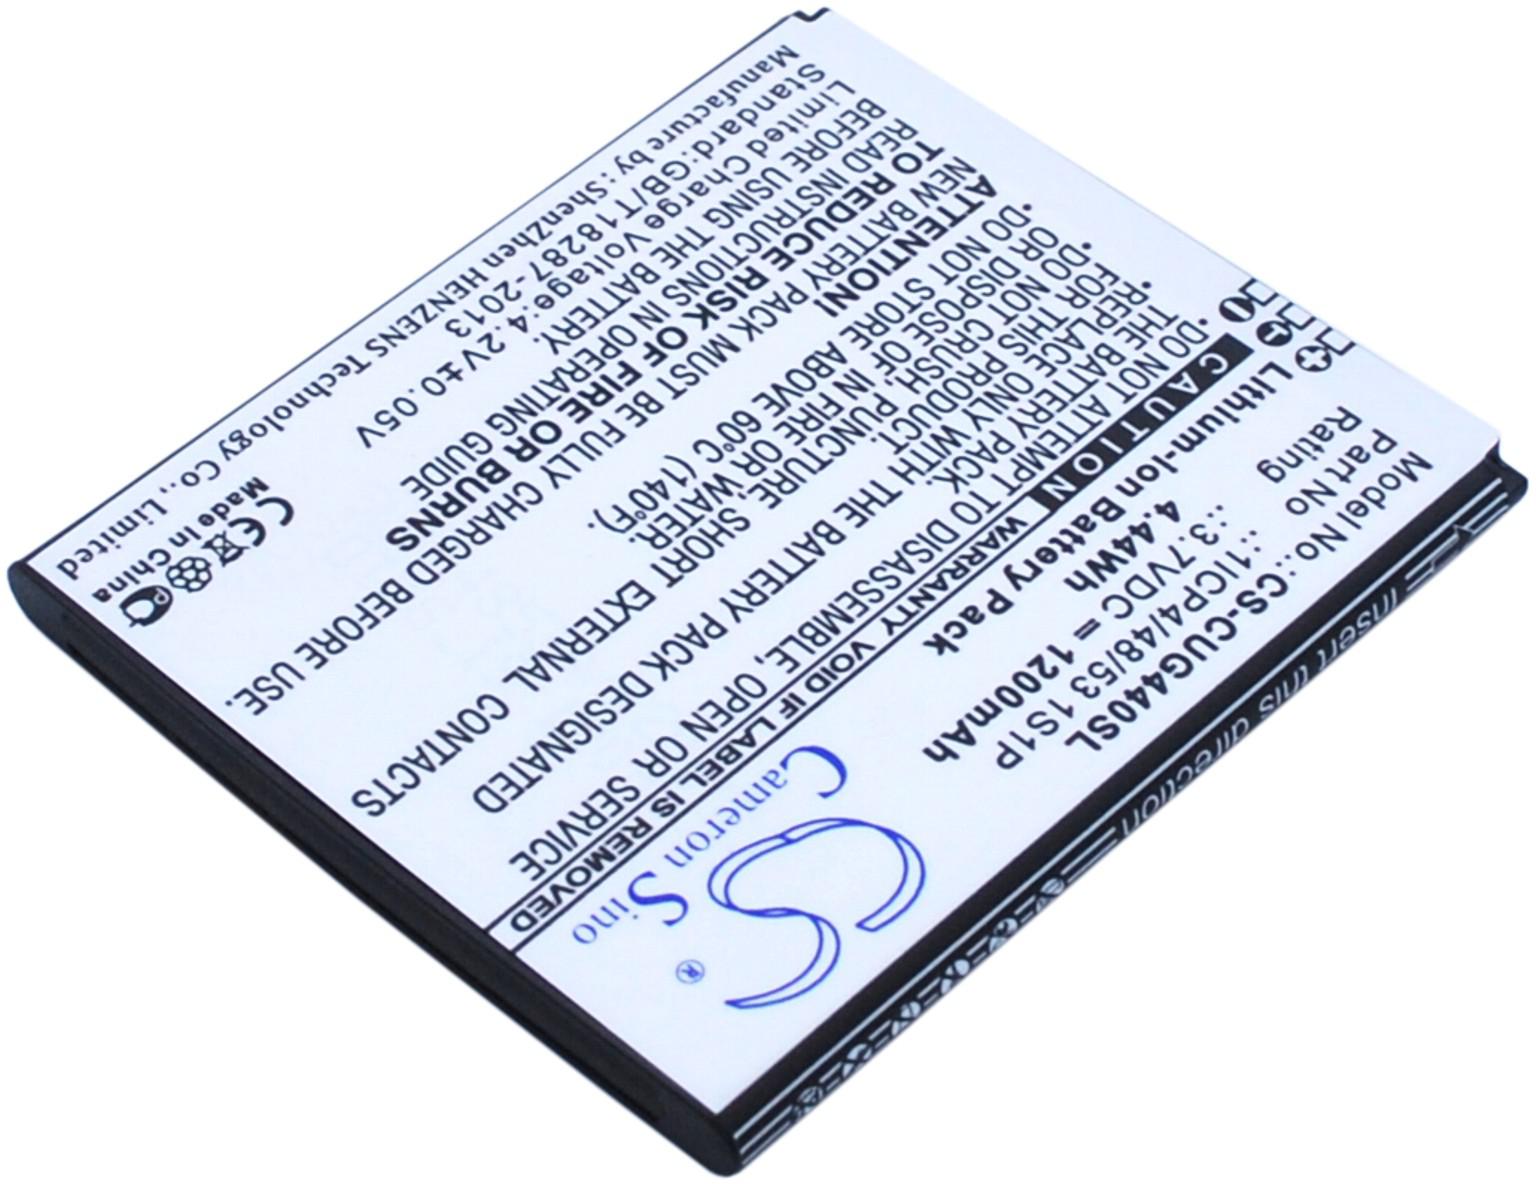 Cameron Sino ®
Model No.: CS-CUG440SL
Part No .: 1ICP4/48/53 1S1P
Rating .: 3.7VDC = 1200mAh
4.44Wh
Lithium-Ion Battery Pack
CAUTION WARRANTY VOID IF LABEL IS REMOVED
•DO NOT ATTEMPT TO DISASSEMBLE, OPEN OR SERVICE
THE BATTERY PACK.
•REPLACE ONLY WITH THE BATTERY PACK DESIGNATED
FOR THIS PRODUCT.
•DO NOT CRUSH, PUNCTURE, SHORT EXTERNAL CONTACTS
OR DISPOSE OF IN FIRE OR WATER.
•DO NOT STORE ABOVE 60°C (140°F).
ATTENTION!
NEW BATTERY PACK MUST BE FULLY CHARGED BEFORE USE.
TO REDUCE RISK OF FIRE OR BURNS
READ INSTRUCTIONS IN OPERATING GUIDE
BEFORE USING THE BATTERY.
Limited Charge Voltage:4.2V±0.05V
Standard:GB/T18287-2013
Manufacture by: ShenZhen HENZENS Technology Co., Limited
Made in China
CE
Insert this direction